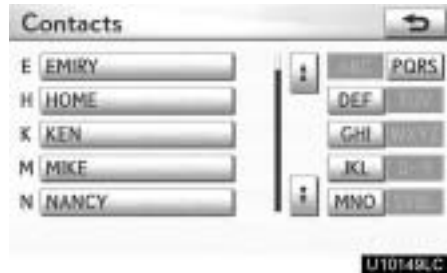 Contacts
E EMIRY PQRS
H HOME DEF
K KEN GHI
M MIKE JKL
N NANCY MNO
U10149LC